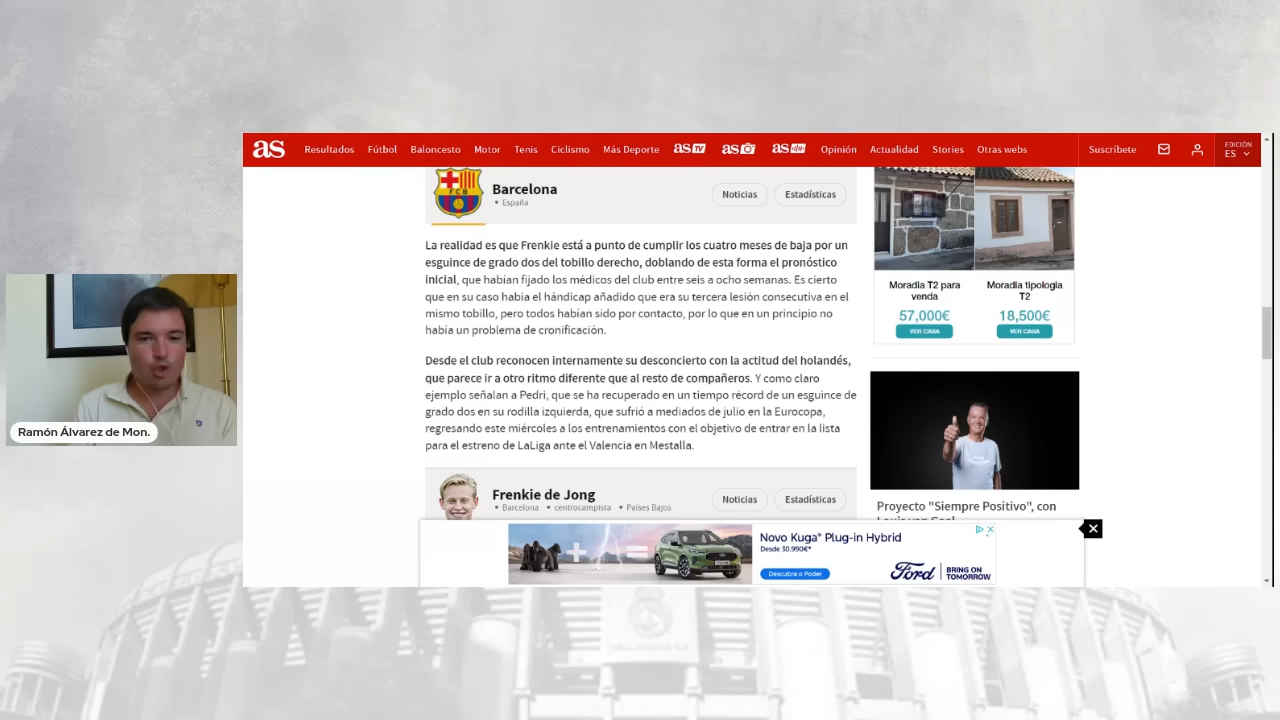 as
Resultados Fútbol Baloncesto Motor Tenis Ciclismo Más Deporte as TV as as Opinión Actualidad Stories Otras webs Suscríbete EDICIÓN ES
FCB
Barcelona
España
Noticias Estadísticas
La realidad es que Frenkie está a punto de cumplir los cuatro meses de baja por un
esguince de grado dos del tobillo derecho, doblando de esta forma el pronóstico
inicial, que habían fijado los médicos del club entre seis a ocho semanas. Es cierto
que en su caso había el hándicap añadido que era su tercera lesión consecutiva en el
mismo tobillo, pero todos habían sido por contacto, por lo que en un principio no
había un problema de cronificación.
Desde el club reconocen internamente su desconcierto con la actitud del holandés,
que parece ir a otro ritmo diferente que al resto de compañeros. Y como claro
ejemplo señalan a Pedri, que se ha recuperado en un tiempo récord de un esguince de
grado dos en su rodilla izquierda, que sufrió a mediados de julio en la Eurocopa,
regresando este miércoles a los entrenamientos con el objetivo de entrar en la lista
para el estreno de LaLiga ante el Valencia en Mestalla.
Frenkie de Jong
Barcelona centrocampista Países Bajos
Noticias Estadísticas
Moradia T2 para
venda
57,000€
VER CASA
Moradia tipologia
T2
18,500€
VER CASA
Proyecto "Siempre Positivo", con
Novo Kuga® Plug-in Hybrid
Desde 30.990€*
Descubra o Poder
Ford
BRING ON
TOMORROW
Ramón Álvarez de Mon.